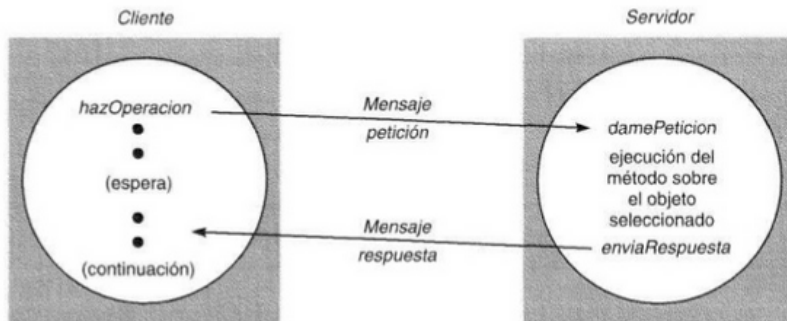 Cliente
Servidor
hazOperacion
(espera)
(continuación)
Mensaje
petición
Mensaje
respuesta
damePeticion
ejecución del
método sobre
el objeto
seleccionado
enviaRespuesta